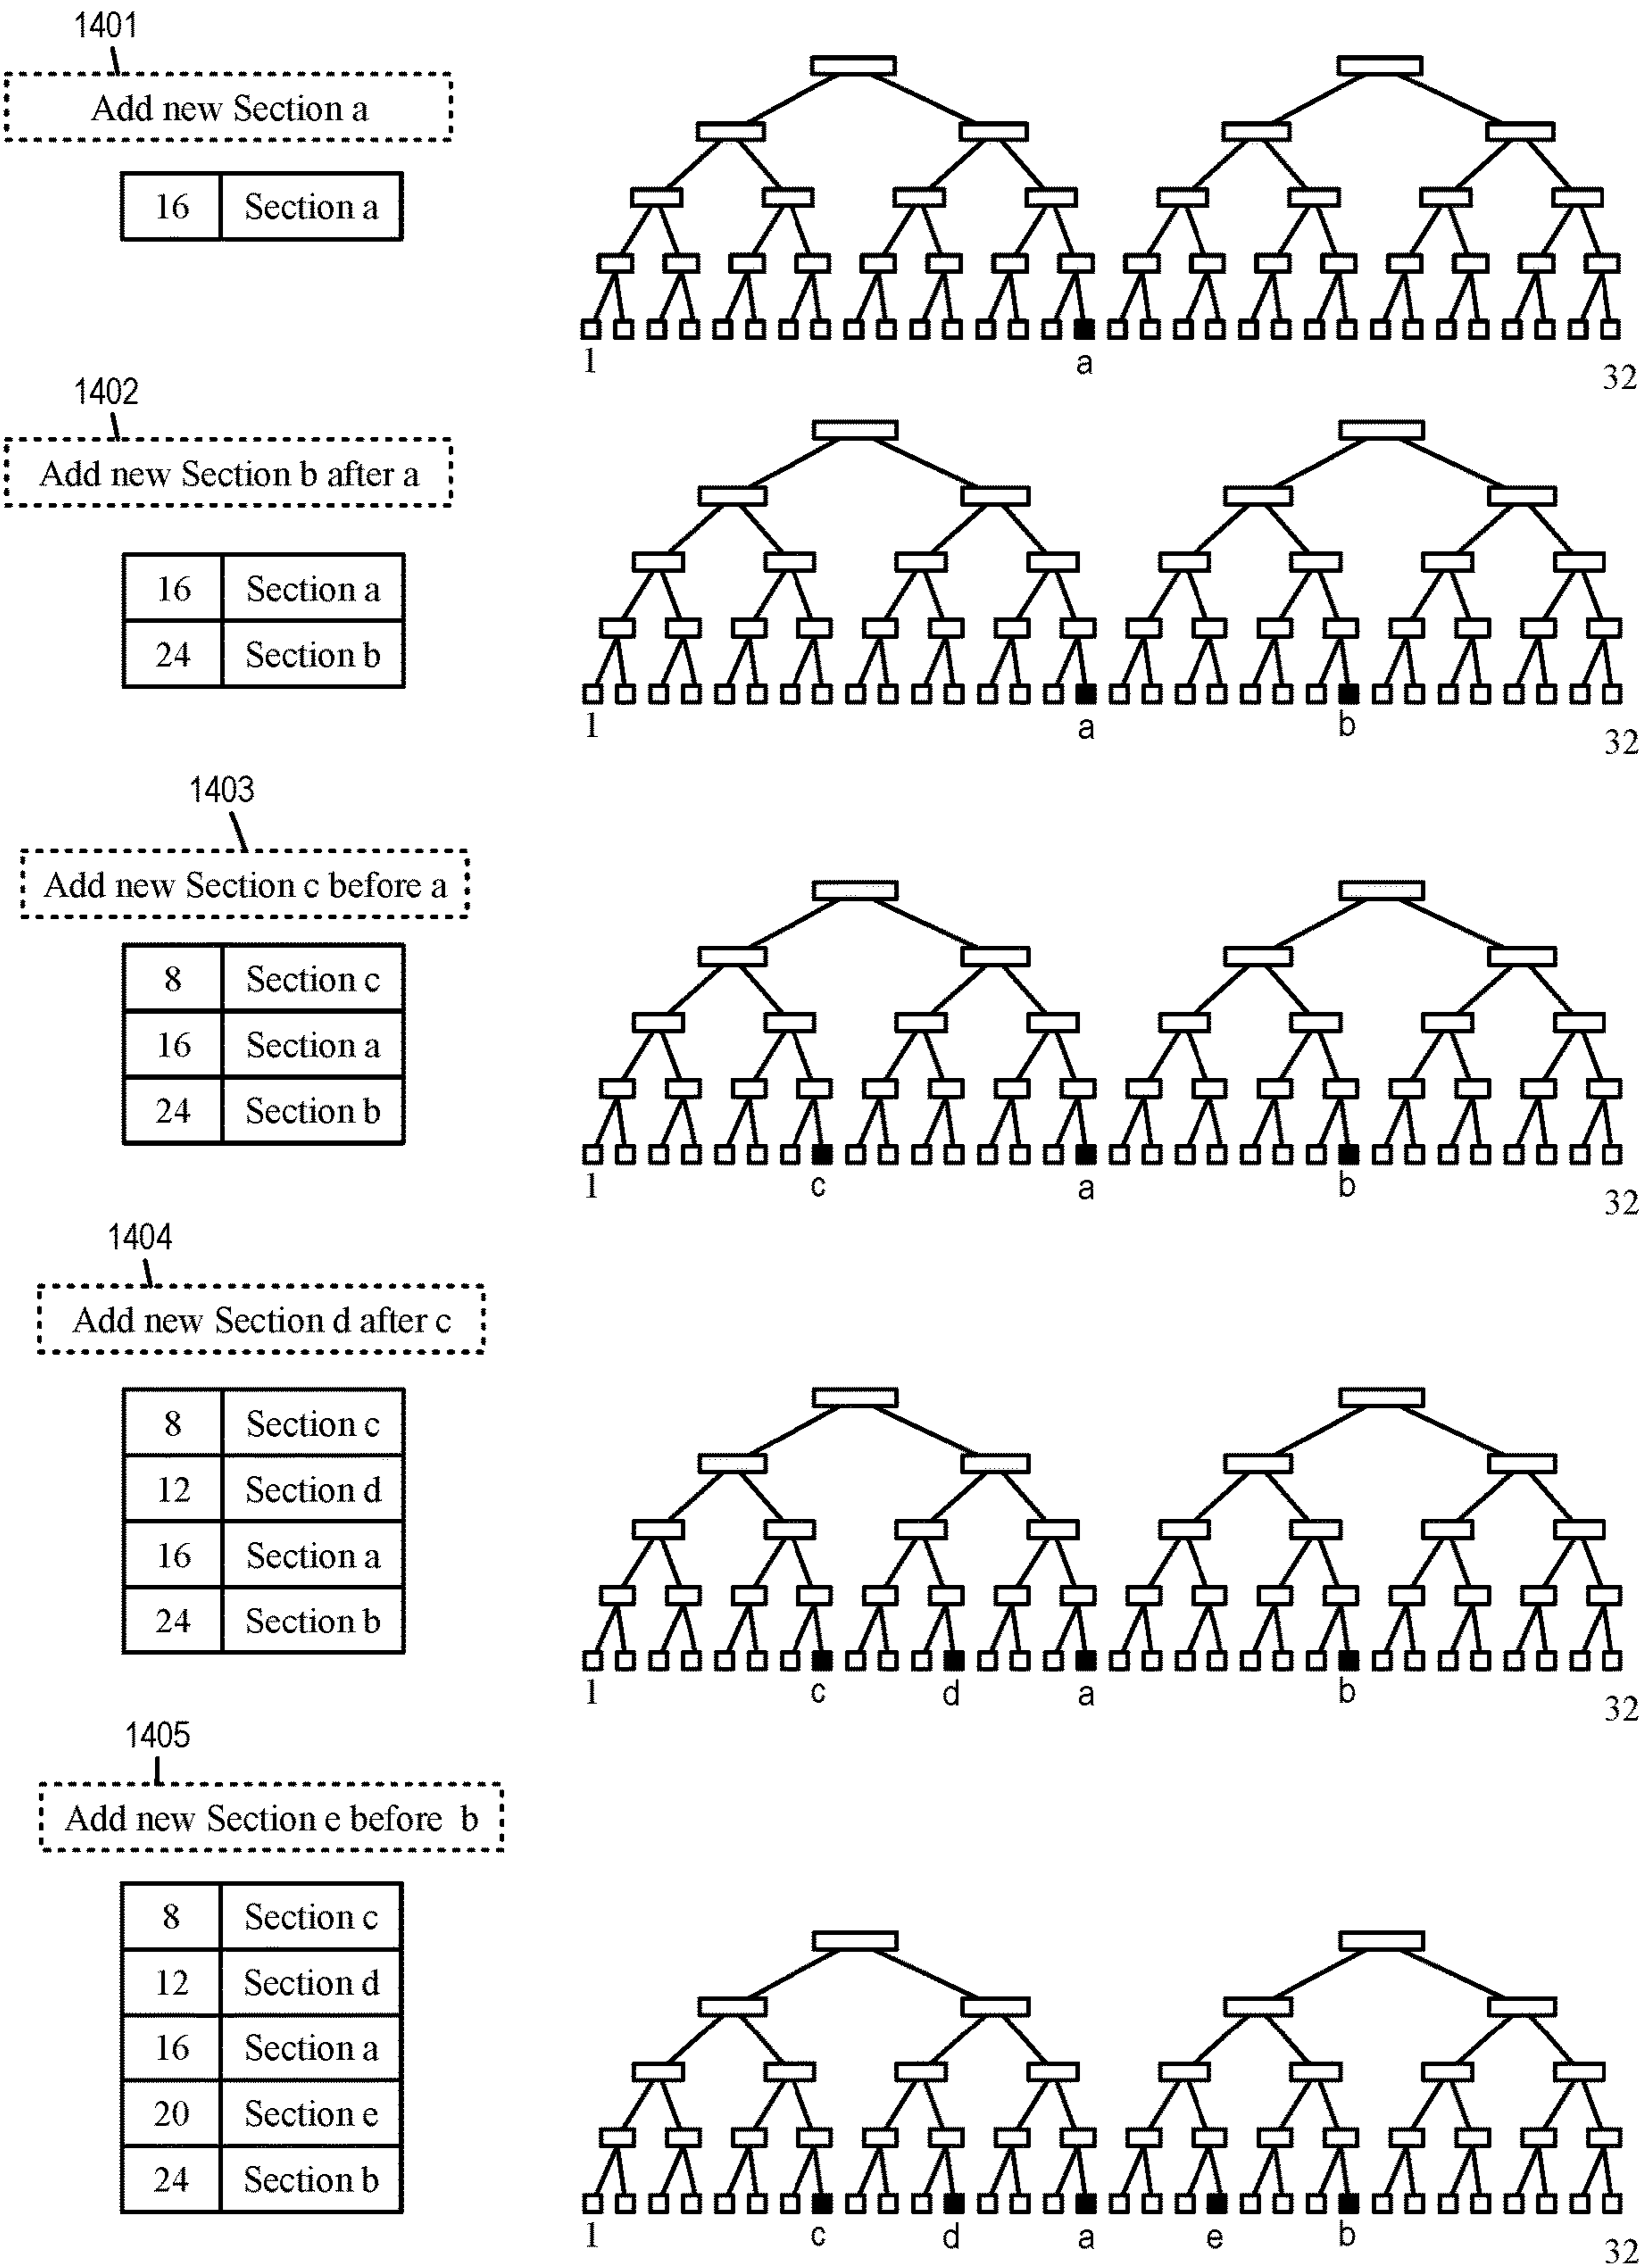 1401
Add new Section a
16 Section a
1 a 32
1402
Add new Section b after a
16 Section a
24 Section b
1 a b 32
1403
Add new Section c before a
8 Section c
16 Section a
24 Section b
1 c a b 32
1404
Add new Section d after c
8 Section c
12 Section d
16 Section a
24 Section b
1 c d a b 32
1405
Add new Section e before b
8 Section c
12 Section d
16 Section a
20 Section e
24 Section b
1 c d a e b 32